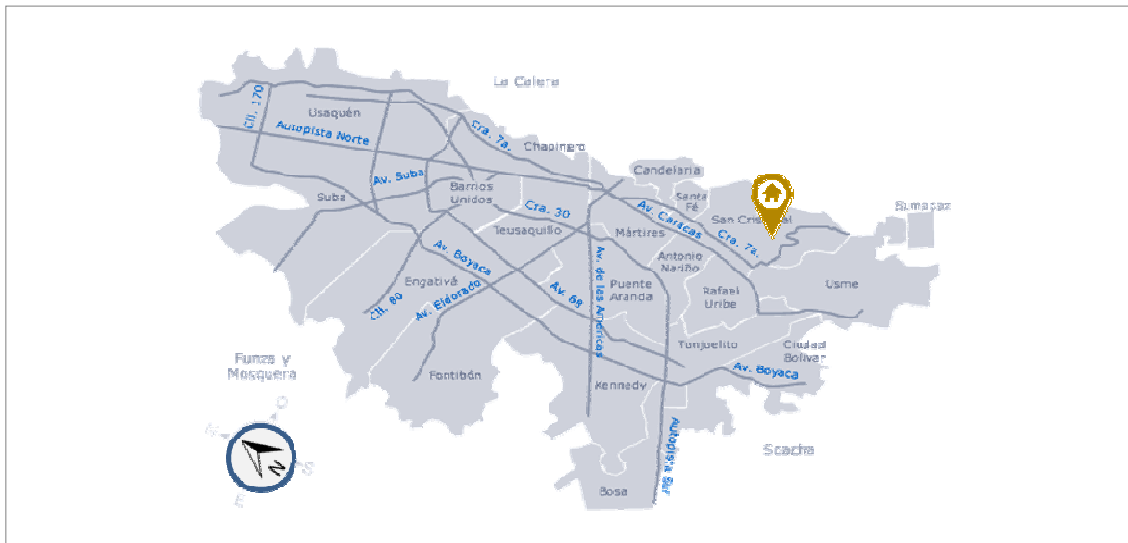 La Calera
Cll. 170
Usaquén
Autopista Norte
Cra. 7a.
Chapinero
Av. Suba
Suba
Barrios
Unidos
Candelaria
Santa
Fé
San Cristobal
Sumapaz
Cra. 30
Teusaquillo
Mártires
Av. Caracas
Cra. 7a.
Av. Boyaca
Antonio
Nariño
Engativá
Av. Eldorado
Cll. 80
Av. 68
Av. de las Américas
Puente
Aranda
Rafael
Uribe
Usme
Tunjuelito
Ciudad
Bolivar
Av. Boyaca
Funza y
Mosquera
Fontibón
Kennedy
Autopista Sur
Soacha
Bosa
O
N
S
E
N